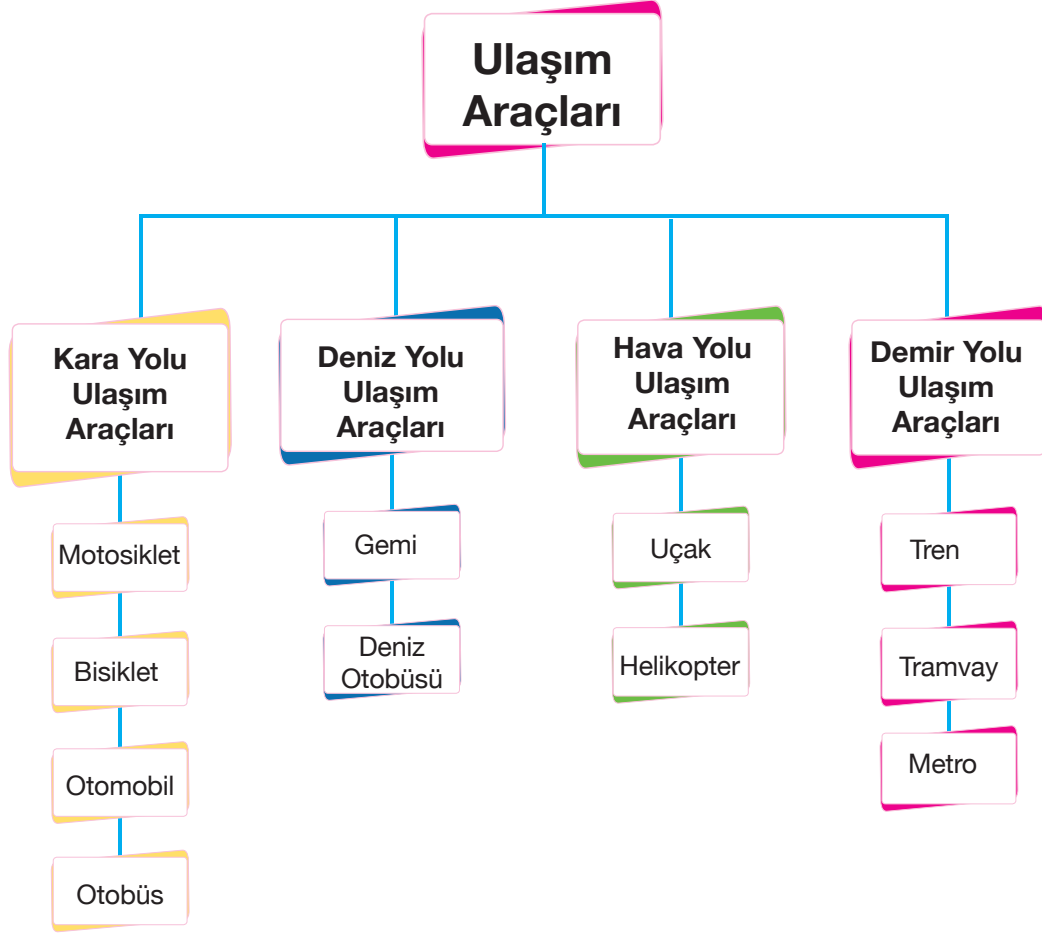 Ulaşım
Araçları
Kara Yolu
Ulaşım
Araçları
Motosiklet
Bisiklet
Otomobil
Otobüs
Deniz Yolu
Ulaşım
Araçları
Gemi
Deniz
Otobüsü
Hava Yolu
Ulaşım
Araçları
Uçak
Helikopter
Demir Yolu
Ulaşım
Araçları
Tren
Tramvay
Metro